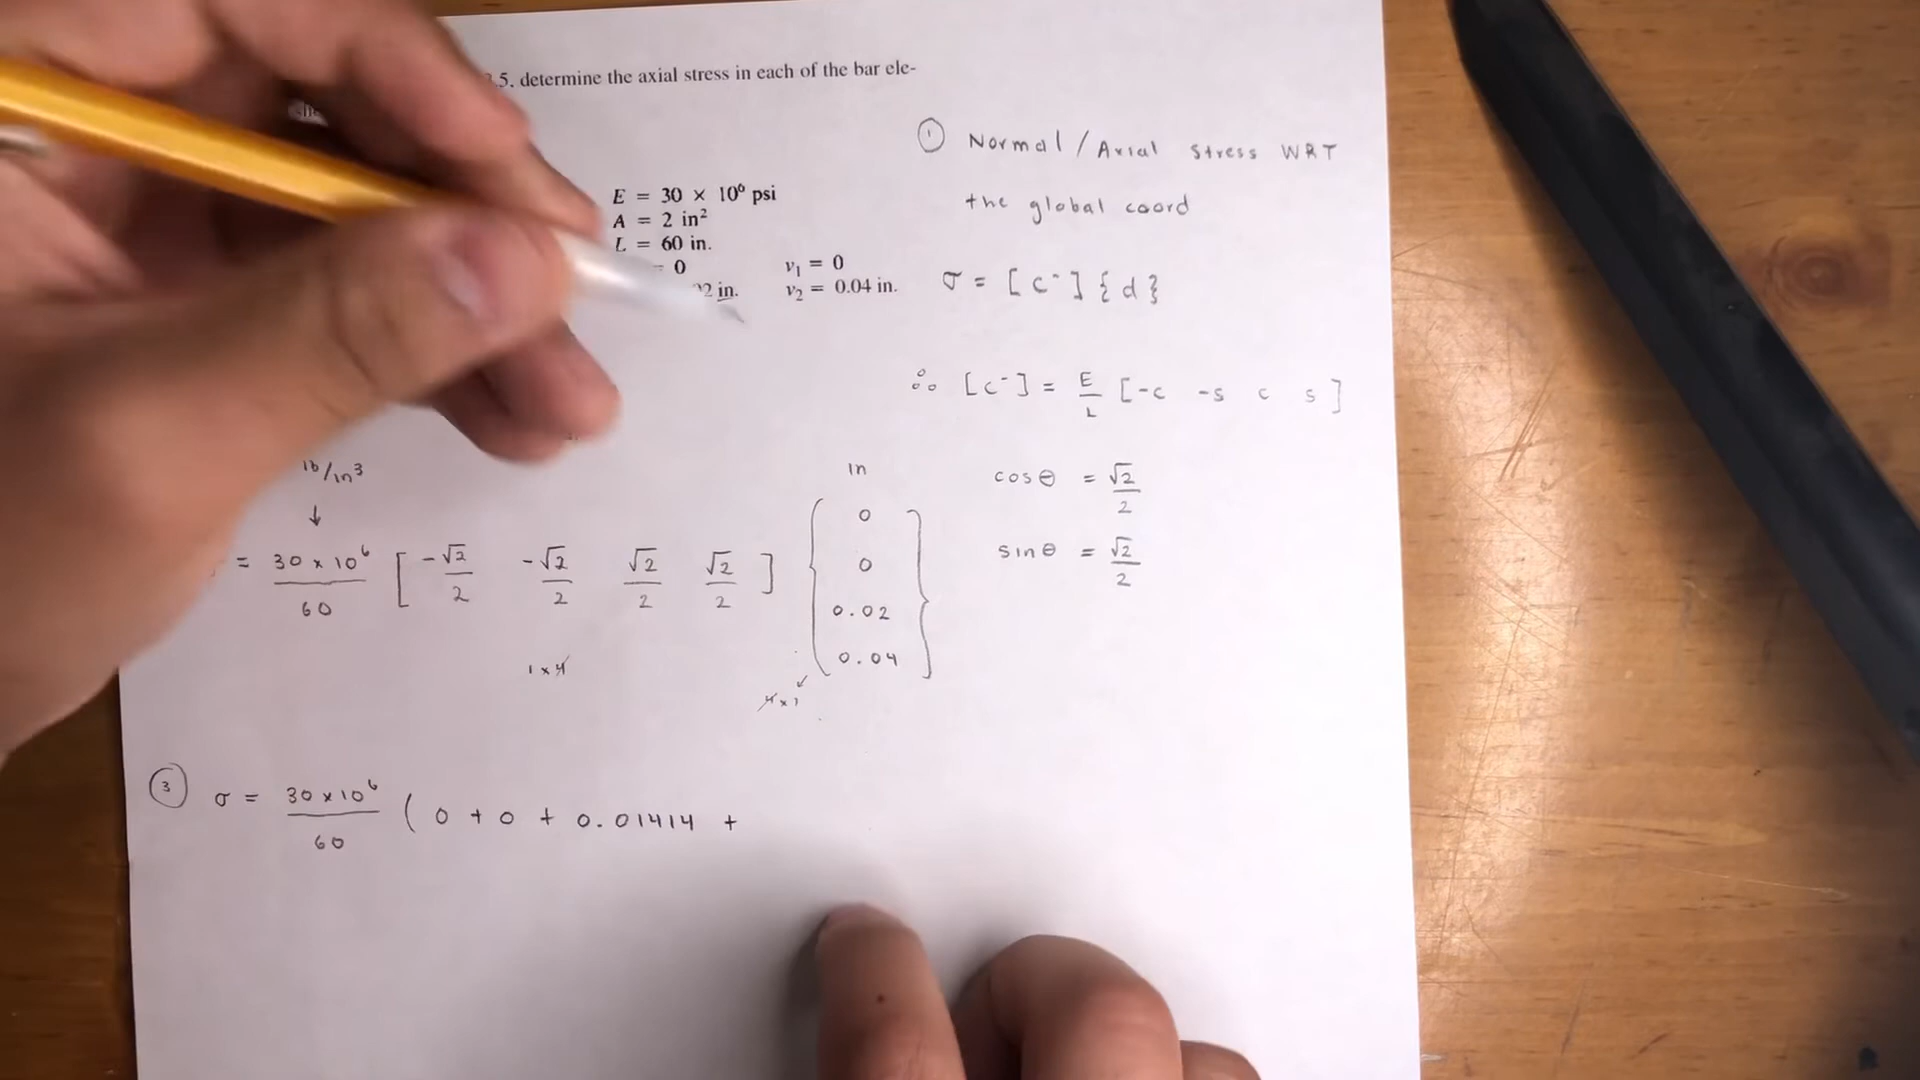 .5. determine the axial stress in each of the bar ele-
E = 30 × 10⁶ psi
A = 2 in²
L = 60 in.
= 0 v₁ = 0
2 in. v₂ = 0.04 in.
① Normal / Axial stress WRT
the global coord
σ = [c⁻] {d}
∴ [c⁻] = E/L [-c -s c s]
cosθ = √2/2
sinθ = √2/2
lb/in³
↓
in
= 30 × 10⁶/60 [-√2/2 -√2/2 √2/2 √2/2] {0 0 0.02 0.04}
1 × 4
4 × 1
③ σ = 30 × 10⁶/60 ( 0 + 0 + 0.01414 +